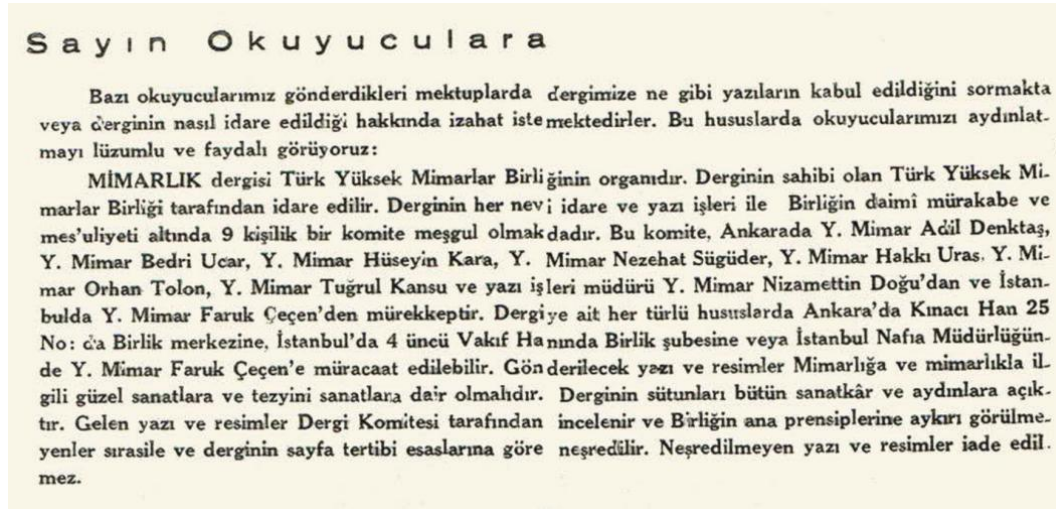 Sayın Okuyuculara
Bazı okuyucularımız gönderdikleri mektuplarda dergimize ne gibi yazıların kabul edildiğini sormakta
veya derginin nasıl idare edildiği hakkında izahat istemektedirler. Bu hususlarda okuyucularımızı aydınlat-
mayı lüzumlu ve faydalı görüyoruz:
MİMARLIK dergisi Türk Yüksek Mimarlar Birliğinin organıdır. Derginin sahibi olan Türk Yüksek Mi-
marlar Birliği tarafından idare edilir. Derginin her nevi idare ve yazı işleri ile Birliğin daimî mürakabe ve
mes'uliyeti altında 9 kişilik bir komite meşgul olmakdadır. Bu komite, Ankarada Y. Mimar Adil Denktaş,
Y. Mimar Bedri Ucar, Y. Mimar Hüseyin Kara, Y. Mimar Nezehat Sügüder, Y. Mimar Hakkı Uras. Y. Mi-
mar Orhan Tolon, Y. Mimar Tuğrul Kansu ve yazı işleri müdürü Y. Mimar Nizamettin Doğu'dan ve İstan-
bulda Y. Mimar Faruk Çeçen'den mürekkeptir. Dergiye ait her türlü hususlarda Ankara'da Kınacı Han 25
No: da Birlik merkezine, İstanbul'da 4 üncü Vakıf Hanında Birlik şubesine veya İstanbul Nafıa Müdürlüğün-
de Y. Mimar Faruk Çeçen'e müracaat edilebilir. Gönderilecek yazı ve resimler Mimarlığa ve mimarlıkla il-
gili güzel sanatlara ve tezyini sanatlara dair olmalıdır. Derginin sütunları bütün sanatkâr ve aydınlara açık-
tır. Gelen yazı ve resimler Dergi Komitesi tarafından incelenir ve Birliğin ana prensiplerine aykırı görülme-
yenler sırasile ve derginin sayfa tertibi esaslarına göre neşredilir. Neşredilmeyen yazı ve resimler iade edil-
mez.